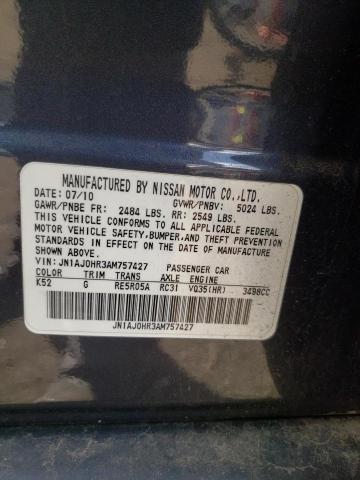 MANUFACTURED BY NISSAN MOTOR CO.,LTD.
DATE: 07/10 GVWR/PNBV: 5024 LBS.
GAWR/PNBE FR: 2484 LBS. RR: 2549 LBS.
THIS VEHICLE CONFORMS TO ALL APPLICABLE FEDERAL
MOTOR VEHICLE SAFETY,BUMPER,AND THEFT PREVENTION
STANDARDS IN EFFECT ON THE DATE OF MANUFACTURE
SHOWN ABOVE.
VIN: JN1AJ0HR3AM757427 PASSENGER CAR
COLOR TRIM TRANS AXLE ENGINE
K52 G RE5R05A RC31 VQ35(HR) 3498CC
JN1AJ0HR3AM757427